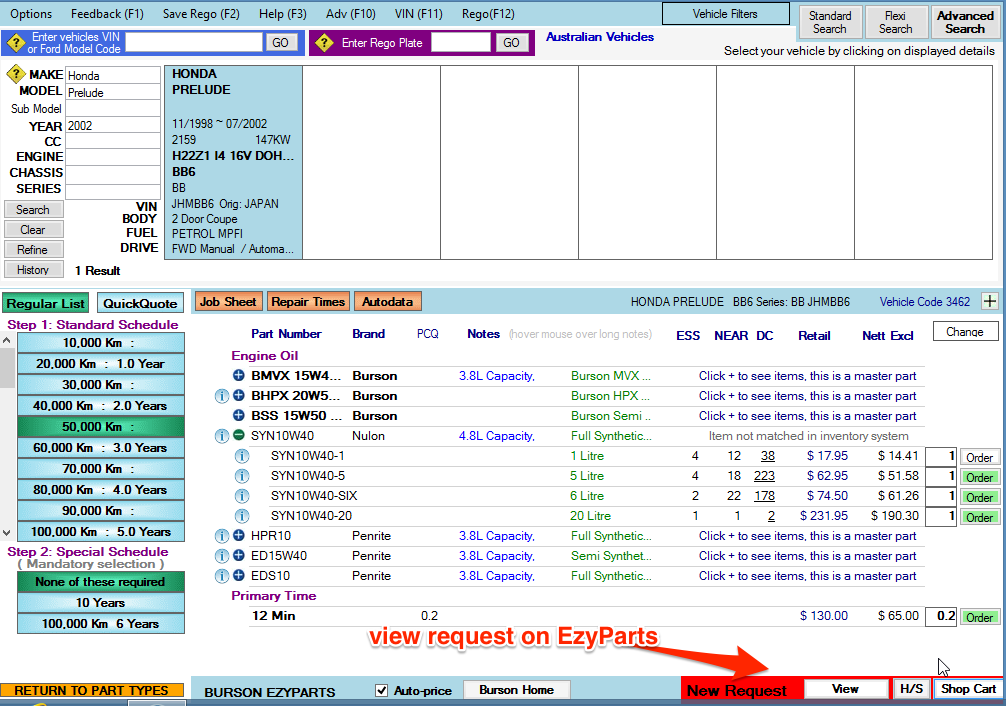 Options Feedback (F1) Save Rego (F2) Help (F3) Adv (F10) VIN (F11) Rego(F12) Vehicle Filters
Standard Search Flexi Search Advanced Search
? Enter vehicles VIN or Ford Model Code GO ? Enter Rego Plate GO Australian Vehicles
Select your vehicle by clicking on displayed details
? MAKE Honda
MODEL Prelude
Sub Model
YEAR 2002
CC
ENGINE
CHASSIS
SERIES
Search VIN
BODY
Clear FUEL
Refine DRIVE
History 1 Result
HONDA
PRELUDE
11/1998 ~ 07/2002
2159 147KW
H22Z1 I4 16V DOH...
BB6
BB
JHMBB6 Orig: JAPAN
2 Door Coupe
PETROL MPFI
FWD Manual / Automa...
Regular List QuickQuote Job Sheet Repair Times Autodata HONDA PRELUDE BB6 Series: BB JHMBB6 Vehicle Code 3462 +
Step 1: Standard Schedule
10,000 Km :
20,000 Km : 1.0 Year
30,000 Km :
40,000 Km : 2.0 Years
50,000 Km :
60,000 Km : 3.0 Years
70,000 Km :
80,000 Km : 4.0 Years
90,000 Km :
100,000 Km : 5.0 Years
Step 2: Special Schedule
( Mandatory selection )
None of these required
10 Years
100,000 Km 6 Years
Part Number Brand PCQ Notes (hover mouse over long notes) ESS NEAR DC Retail Nett Excl Change
Engine Oil
BMVX 15W4... Burson 3.8L Capacity, Burson MVX ... Click + to see items, this is a master part
BHPX 20W5... Burson 3.8L Capacity, Burson HPX ... Click + to see items, this is a master part
BSS 15W50 ... Burson 3.8L Capacity, Burson Semi .. Click + to see items, this is a master part
SYN10W40 Nulon 4.8L Capacity, Full Synthetic... Item not matched in inventory system
SYN10W40-1 1 Litre 4 12 38 $ 17.95 $ 14.41 1 Order
SYN10W40-5 5 Litre 4 18 223 $ 62.95 $ 51.58 1 Order
SYN10W40-SIX 6 Litre 2 22 178 $ 74.50 $ 61.26 1 Order
SYN10W40-20 20 Litre 1 1 2 $ 231.95 $ 190.30 1 Order
HPR10 Penrite 3.8L Capacity, Full Synthetic... Click + to see items, this is a master part
ED15W40 Penrite 3.8L Capacity, Semi Synthet... Click + to see items, this is a master part
EDS10 Penrite 3.8L Capacity, Full Synthetic... Click + to see items, this is a master part
Primary Time
12 Min 0.2 $ 130.00 $ 65.00 0.2 Order
view request on EzyParts
RETURN TO PART TYPES BURSON EZYPARTS Auto-price Burson Home New Request View H/S Shop Cart